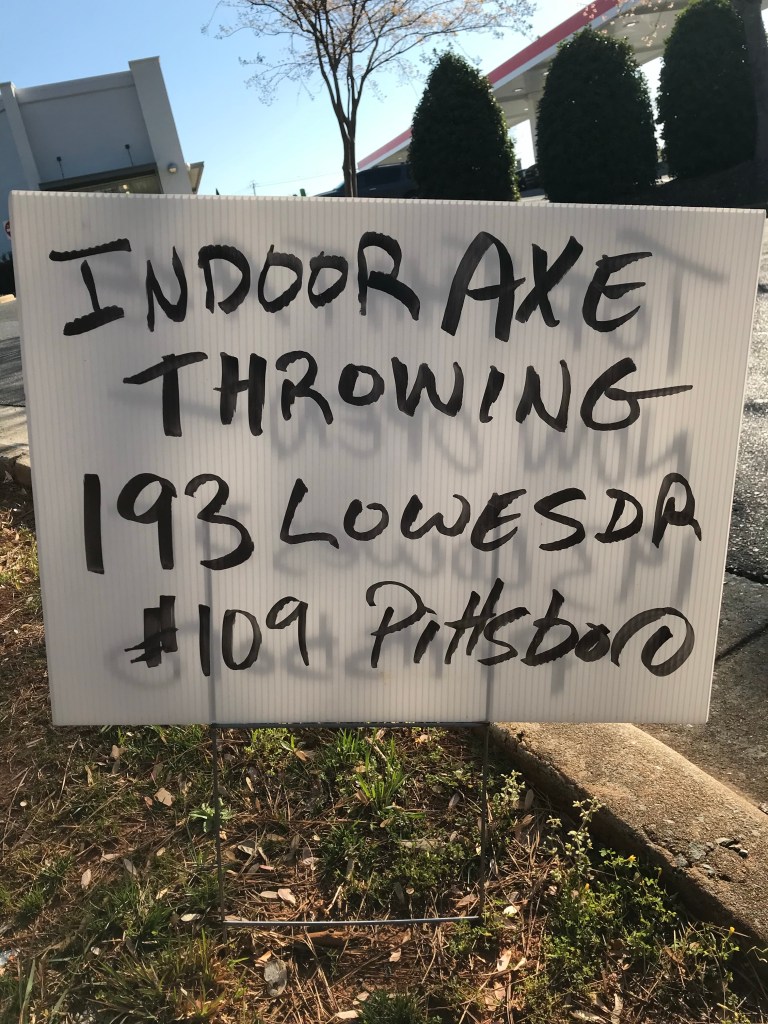 INDOOR AXE
THROWING
193 LOWES DR
#109 Pittsboro